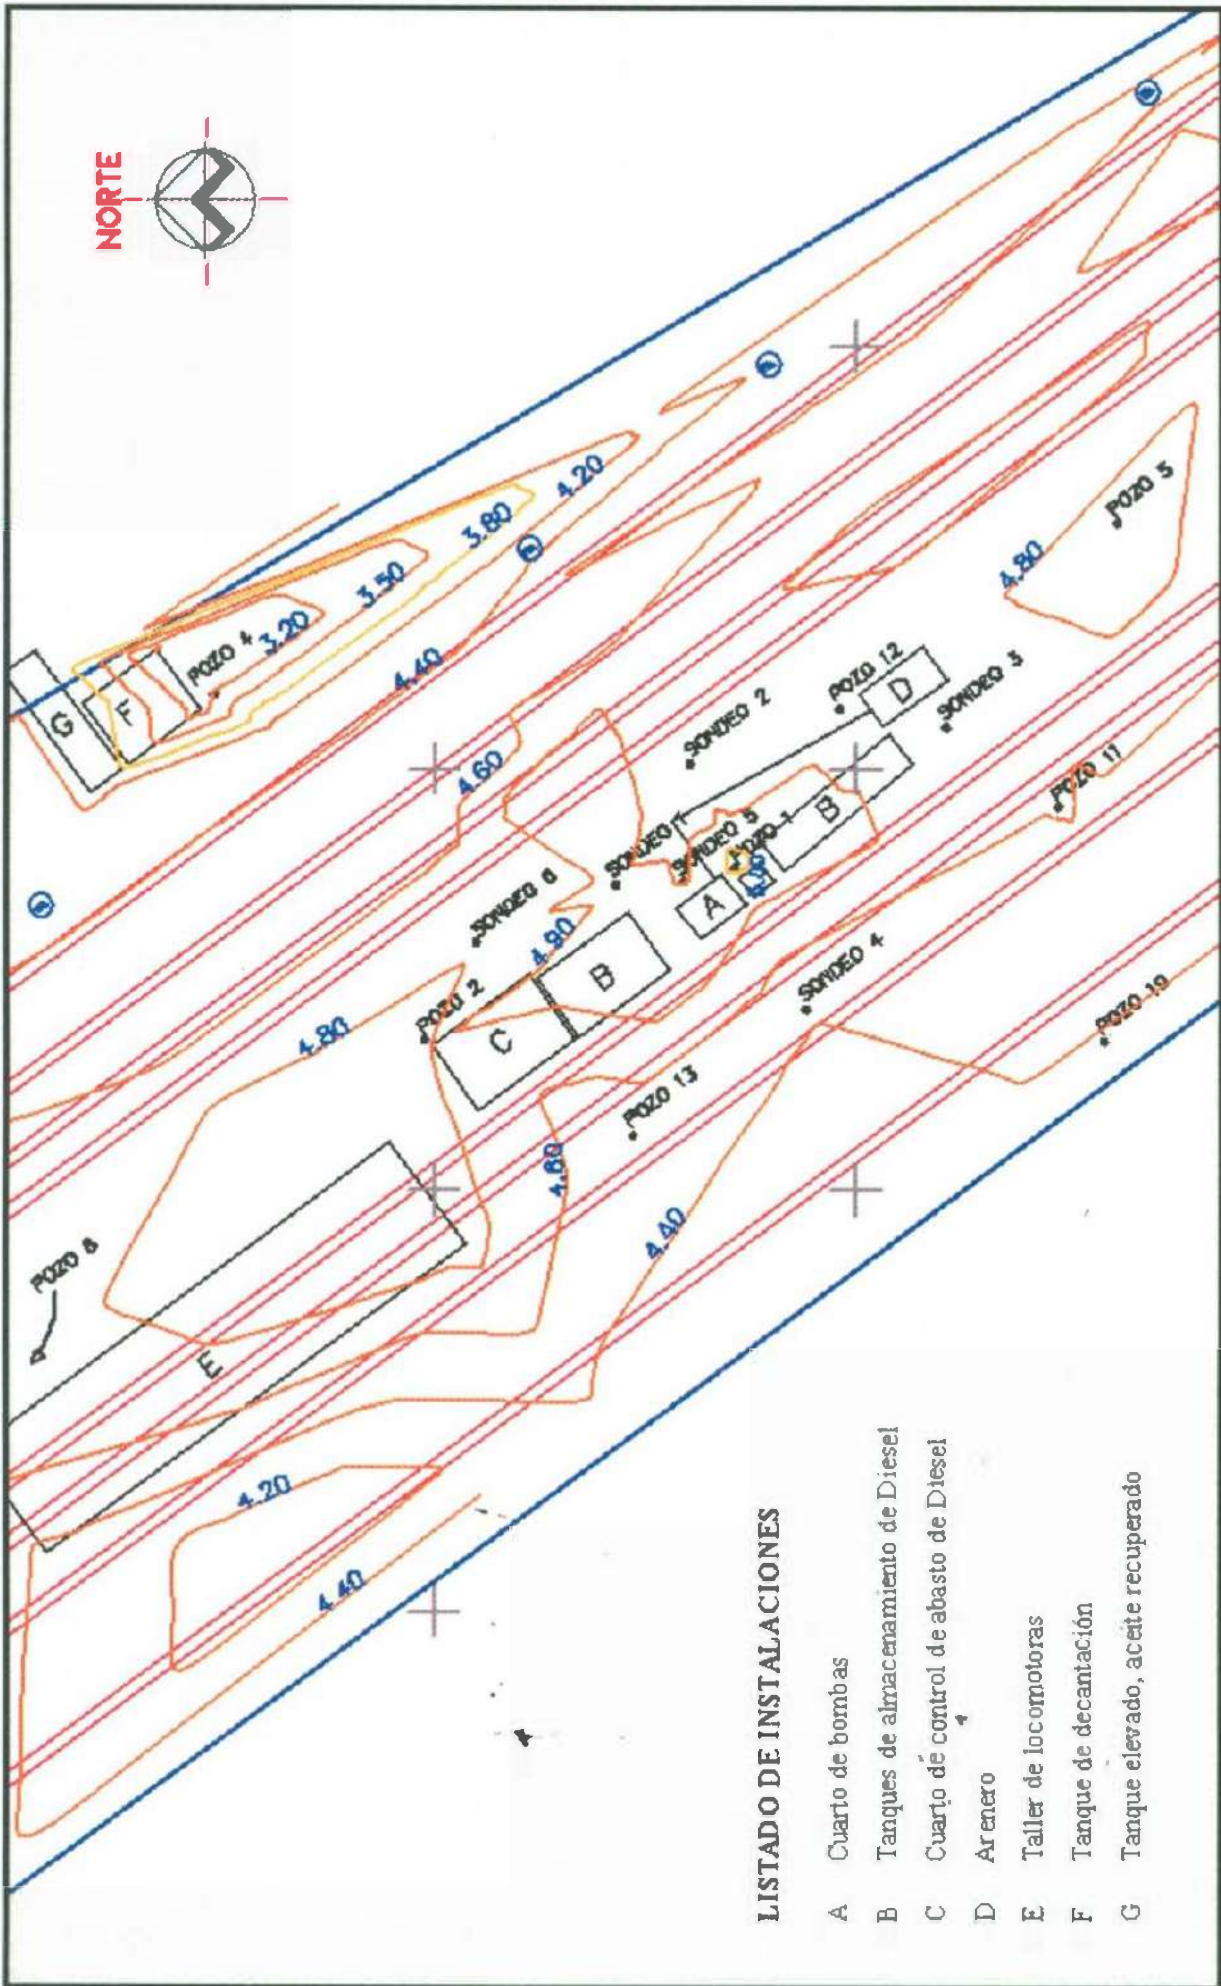 NORTE
G
F
POZO 4
3.20
3.50
3.80
4.20
4.40
4.60
POZO 5
4.80
POZO 12
D
SONDEO 3
SONDEO 2
B
POZO 11
SONDEO 1
SONDEO 5
POZO 1
A
SONDEO 6
4.90
B
POZO 2
C
4.80
SONDEO 4
POZO 19
POZO 13
4.60
4.40
POZO 8
E
4.20
4.40
LISTADO DE INSTALACIONES
A Cuarto de bombas
B Tanques de almacenamiento de Diesel
C Cuarto de control de abasto de Diesel
D Arenero
E Taller de locomotoras
F Tanque de decantación
G Tanque elevado, aceite recuperado